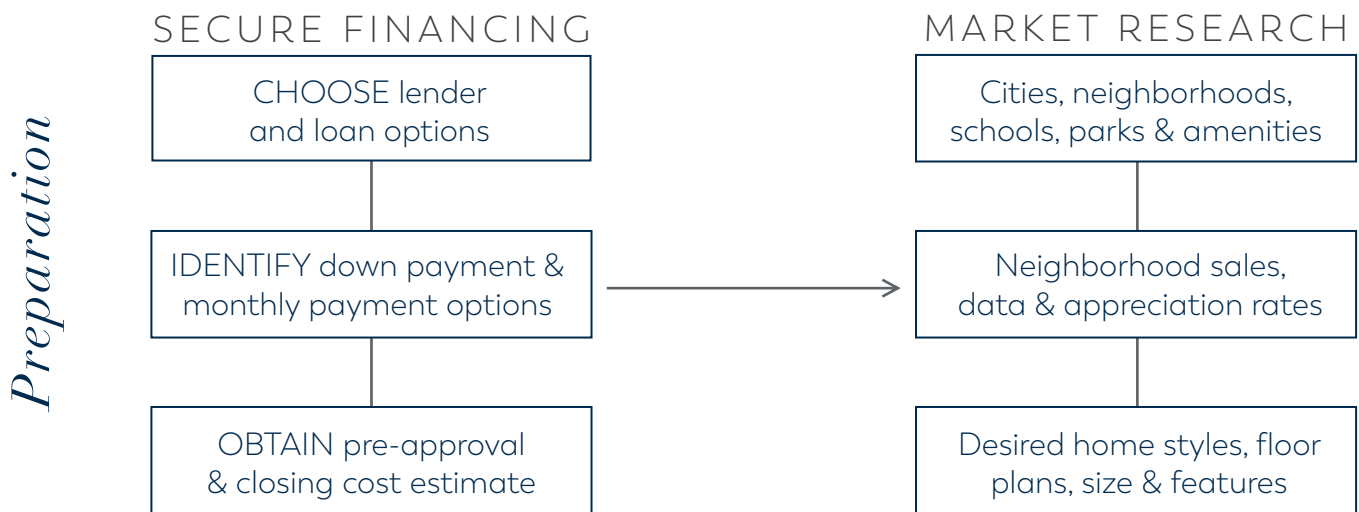 Preparation
SECURE FINANCING
CHOOSE lender
and loan options
IDENTIFY down payment &
monthly payment options
OBTAIN pre-approval
& closing cost estimate
MARKET RESEARCH
Cities, neighborhoods,
schools, parks & amenities
Neighborhood sales,
data & appreciation rates
Desired home styles, floor
plans, size & features